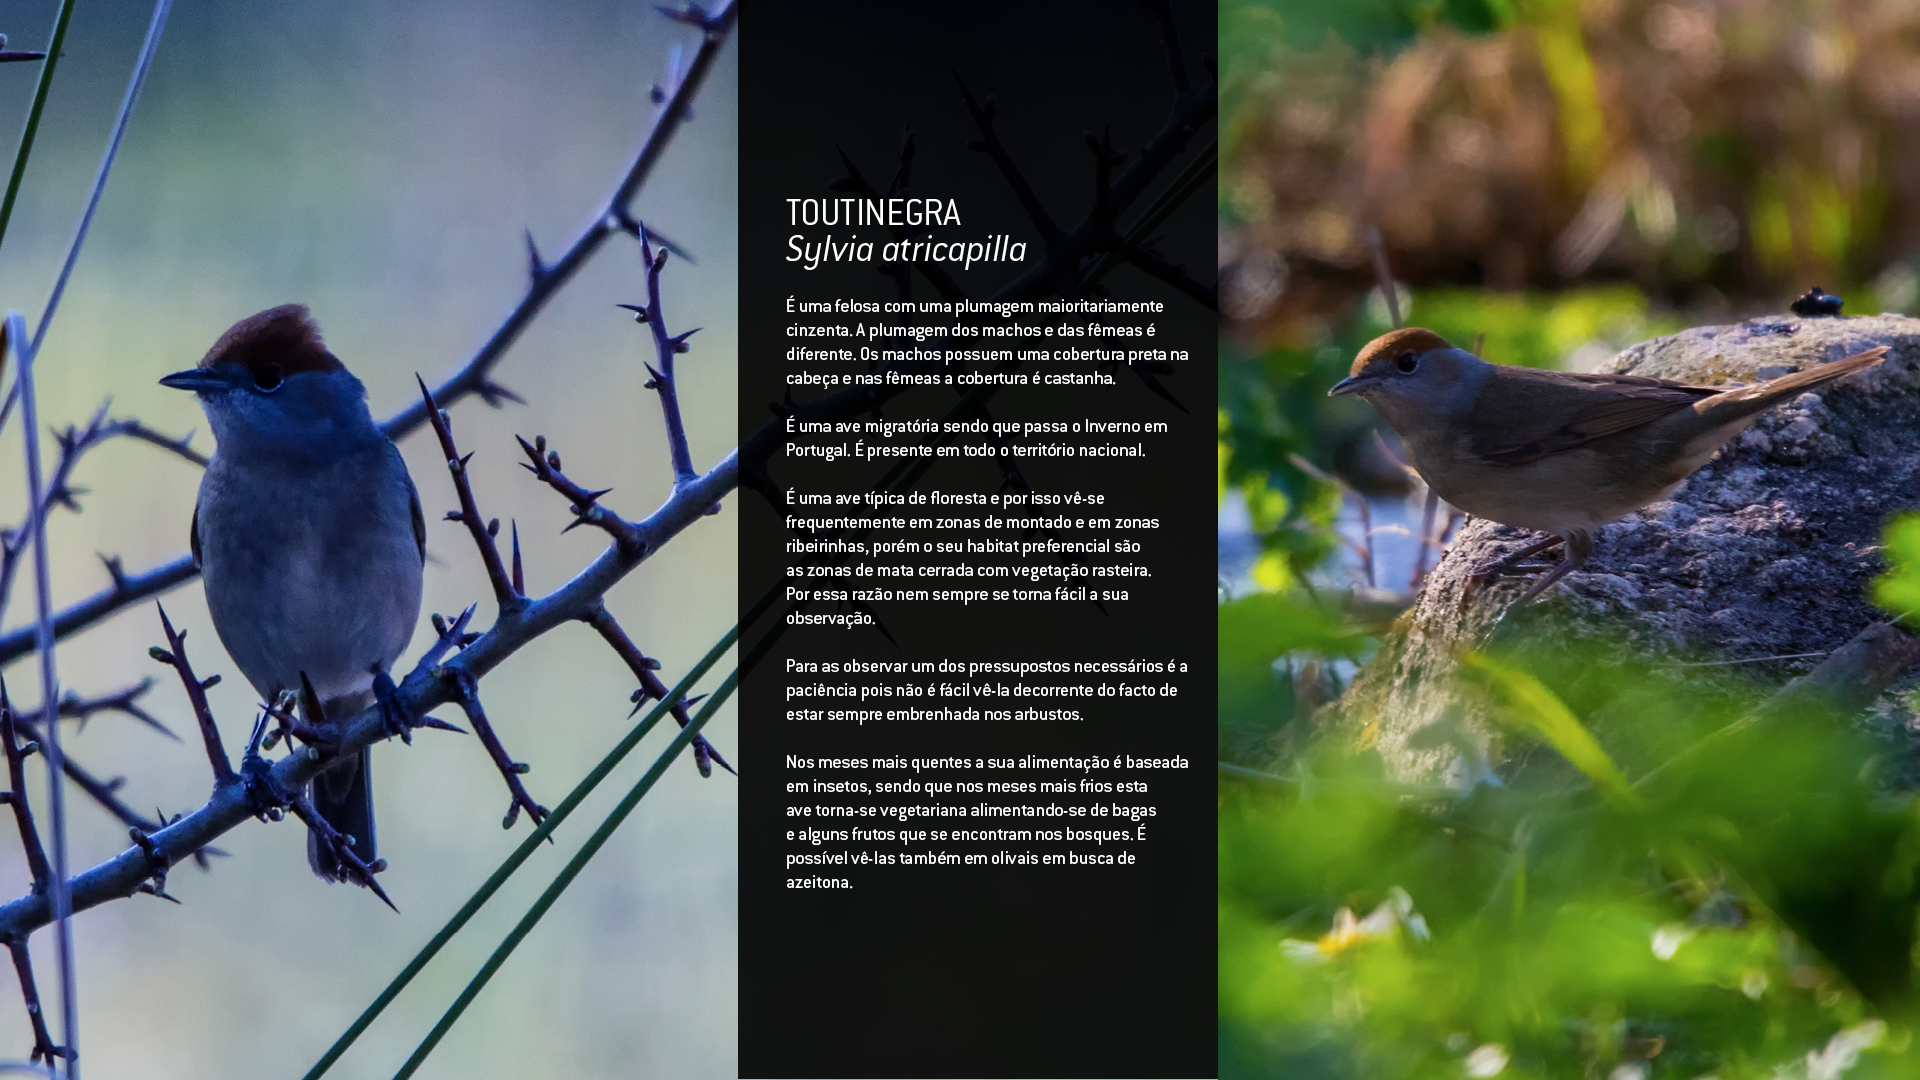 TOUTINEGRA
Sylvia atricapilla
É uma felosa com uma plumagem maioritariamente
cinzenta. A plumagem dos machos e das fêmeas é
diferente. Os machos possuem uma cobertura preta na
cabeça e nas fêmeas a cobertura é castanha.
É uma ave migratória sendo que passa o Inverno em
Portugal. É presente em todo o território nacional.
É uma ave típica de floresta e por isso vê-se
frequentemente em zonas de montado e em zonas
ribeirinhas, porém o seu habitat preferencial são
as zonas de mata cerrada com vegetação rasteira.
Por essa razão nem sempre se torna fácil a sua
observação.
Para as observar um dos pressupostos necessários é a
paciência pois não é fácil vê-la decorrente do facto de
estar sempre embrenhada nos arbustos.
Nos meses mais quentes a sua alimentação é baseada
em insetos, sendo que nos meses mais frios esta
ave torna-se vegetariana alimentando-se de bagas
e alguns frutos que se encontram nos bosques. É
possível vê-las também em olivais em busca de
azeitona.